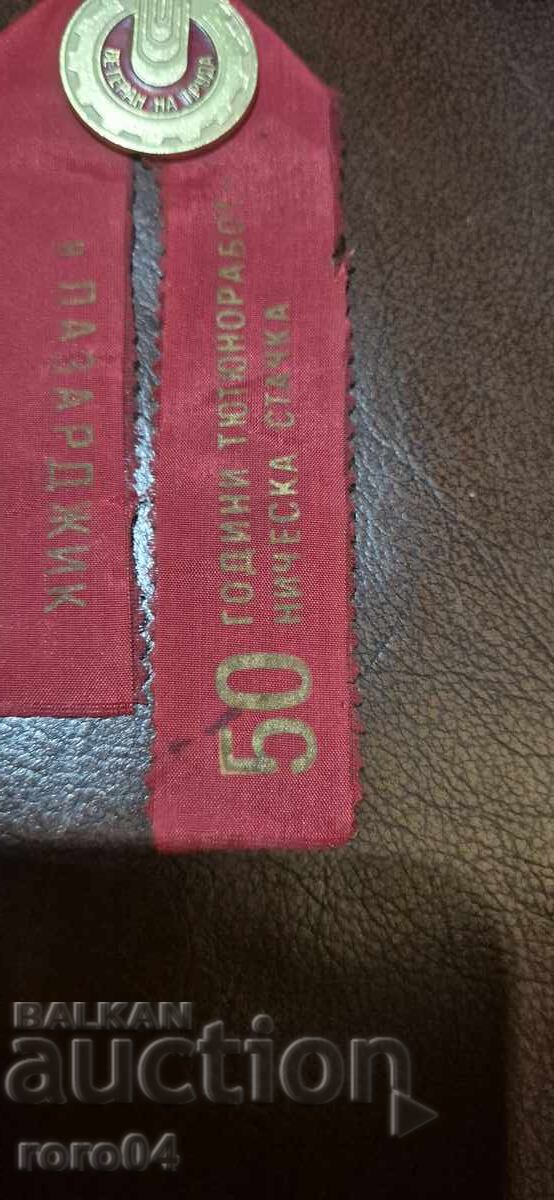 ВЕТЕРАН НА ТРУДА
ПАЗАРДЖИК
50 ГОДИНИ ТЮТЮНОРАБОТ-
НИЧЕСКА СТАЧКА
BALKAN
auction
roro04